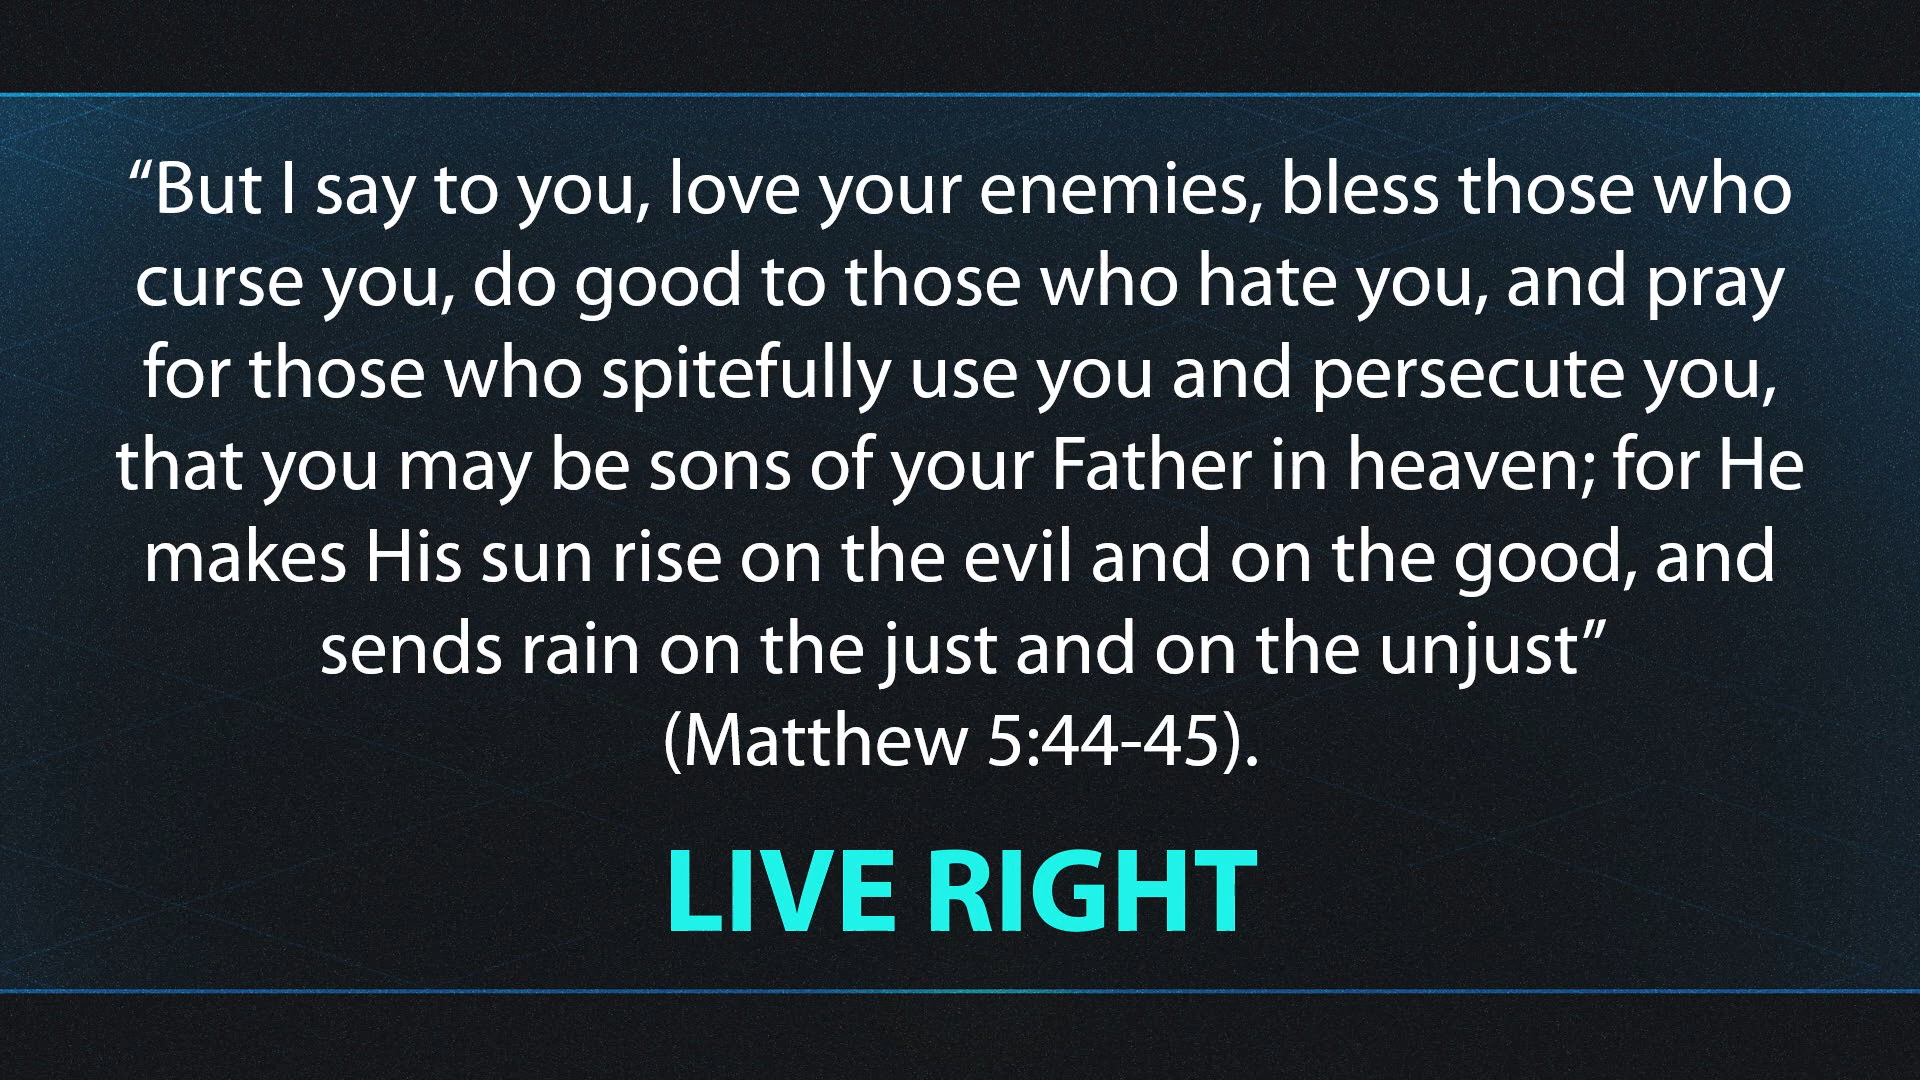 “But I say to you, love your enemies, bless those who
curse you, do good to those who hate you, and pray
for those who spitefully use you and persecute you,
that you may be sons of your Father in heaven; for He
makes His sun rise on the evil and on the good, and
sends rain on the just and on the unjust”
(Matthew 5:44-45).
LIVE RIGHT